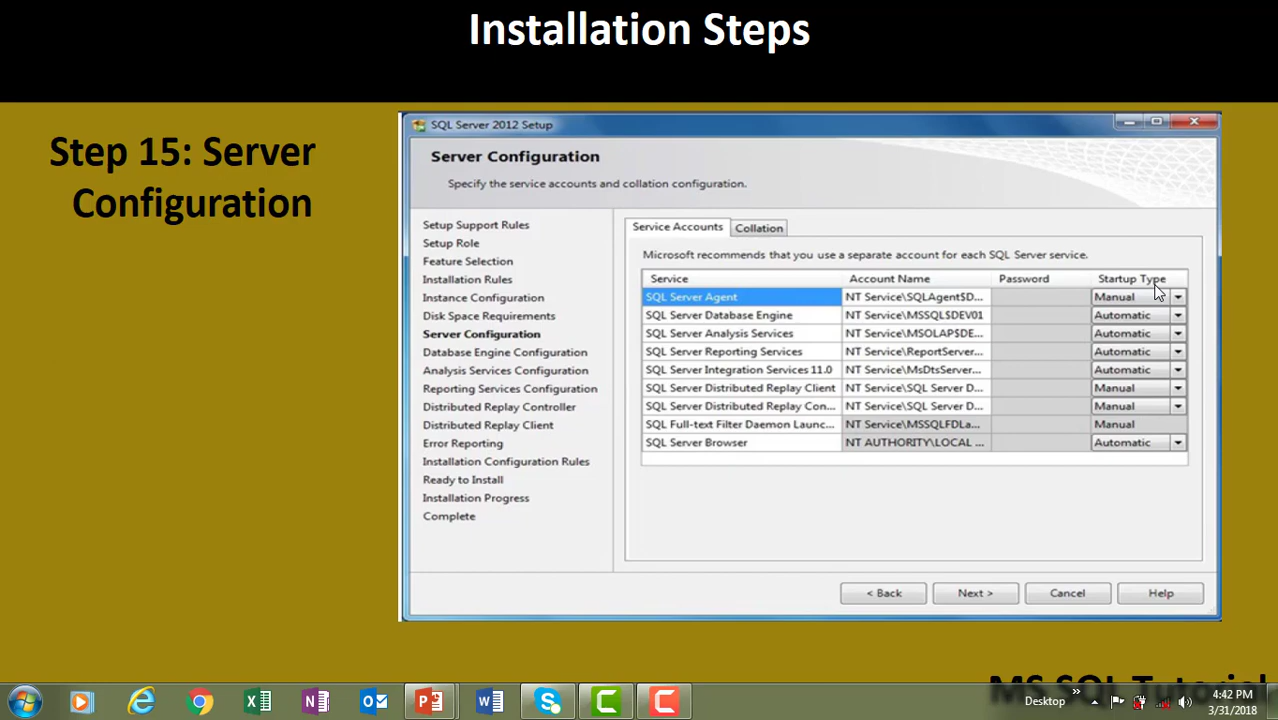 Installation Steps
Step 15: Server
Configuration
SQL Server 2012 Setup
Server Configuration
Specify the service accounts and collation configuration.
Setup Support Rules
Setup Role
Feature Selection
Installation Rules
Instance Configuration
Disk Space Requirements
Server Configuration
Database Engine Configuration
Analysis Services Configuration
Reporting Services Configuration
Distributed Replay Controller
Distributed Replay Client
Error Reporting
Installation Configuration Rules
Ready to Install
Installation Progress
Complete
Service Accounts Collation
Microsoft recommends that you use a separate account for each SQL Server service.
Service Account Name Password Startup Type
SQL Server Agent NT Service\SQLAgent$D... Manual
SQL Server Database Engine NT Service\MSSQL$DEV01 Automatic
SQL Server Analysis Services NT Service\MSOLAP$DE... Automatic
SQL Server Reporting Services NT Service\ReportServer... Automatic
SQL Server Integration Services 11.0 NT Service\MsDtsServer... Automatic
SQL Server Distributed Replay Client NT Service\SQL Server D... Manual
SQL Server Distributed Replay Con... NT Service\SQL Server D... Manual
SQL Full-text Filter Daemon Launc... NT Service\MSSQLFDLa... Manual
SQL Server Browser NT AUTHORITY\LOCAL ... Automatic
< Back Next > Cancel Help
MS SQL Tutorial
Desktop
4:42 PM
3/31/2018